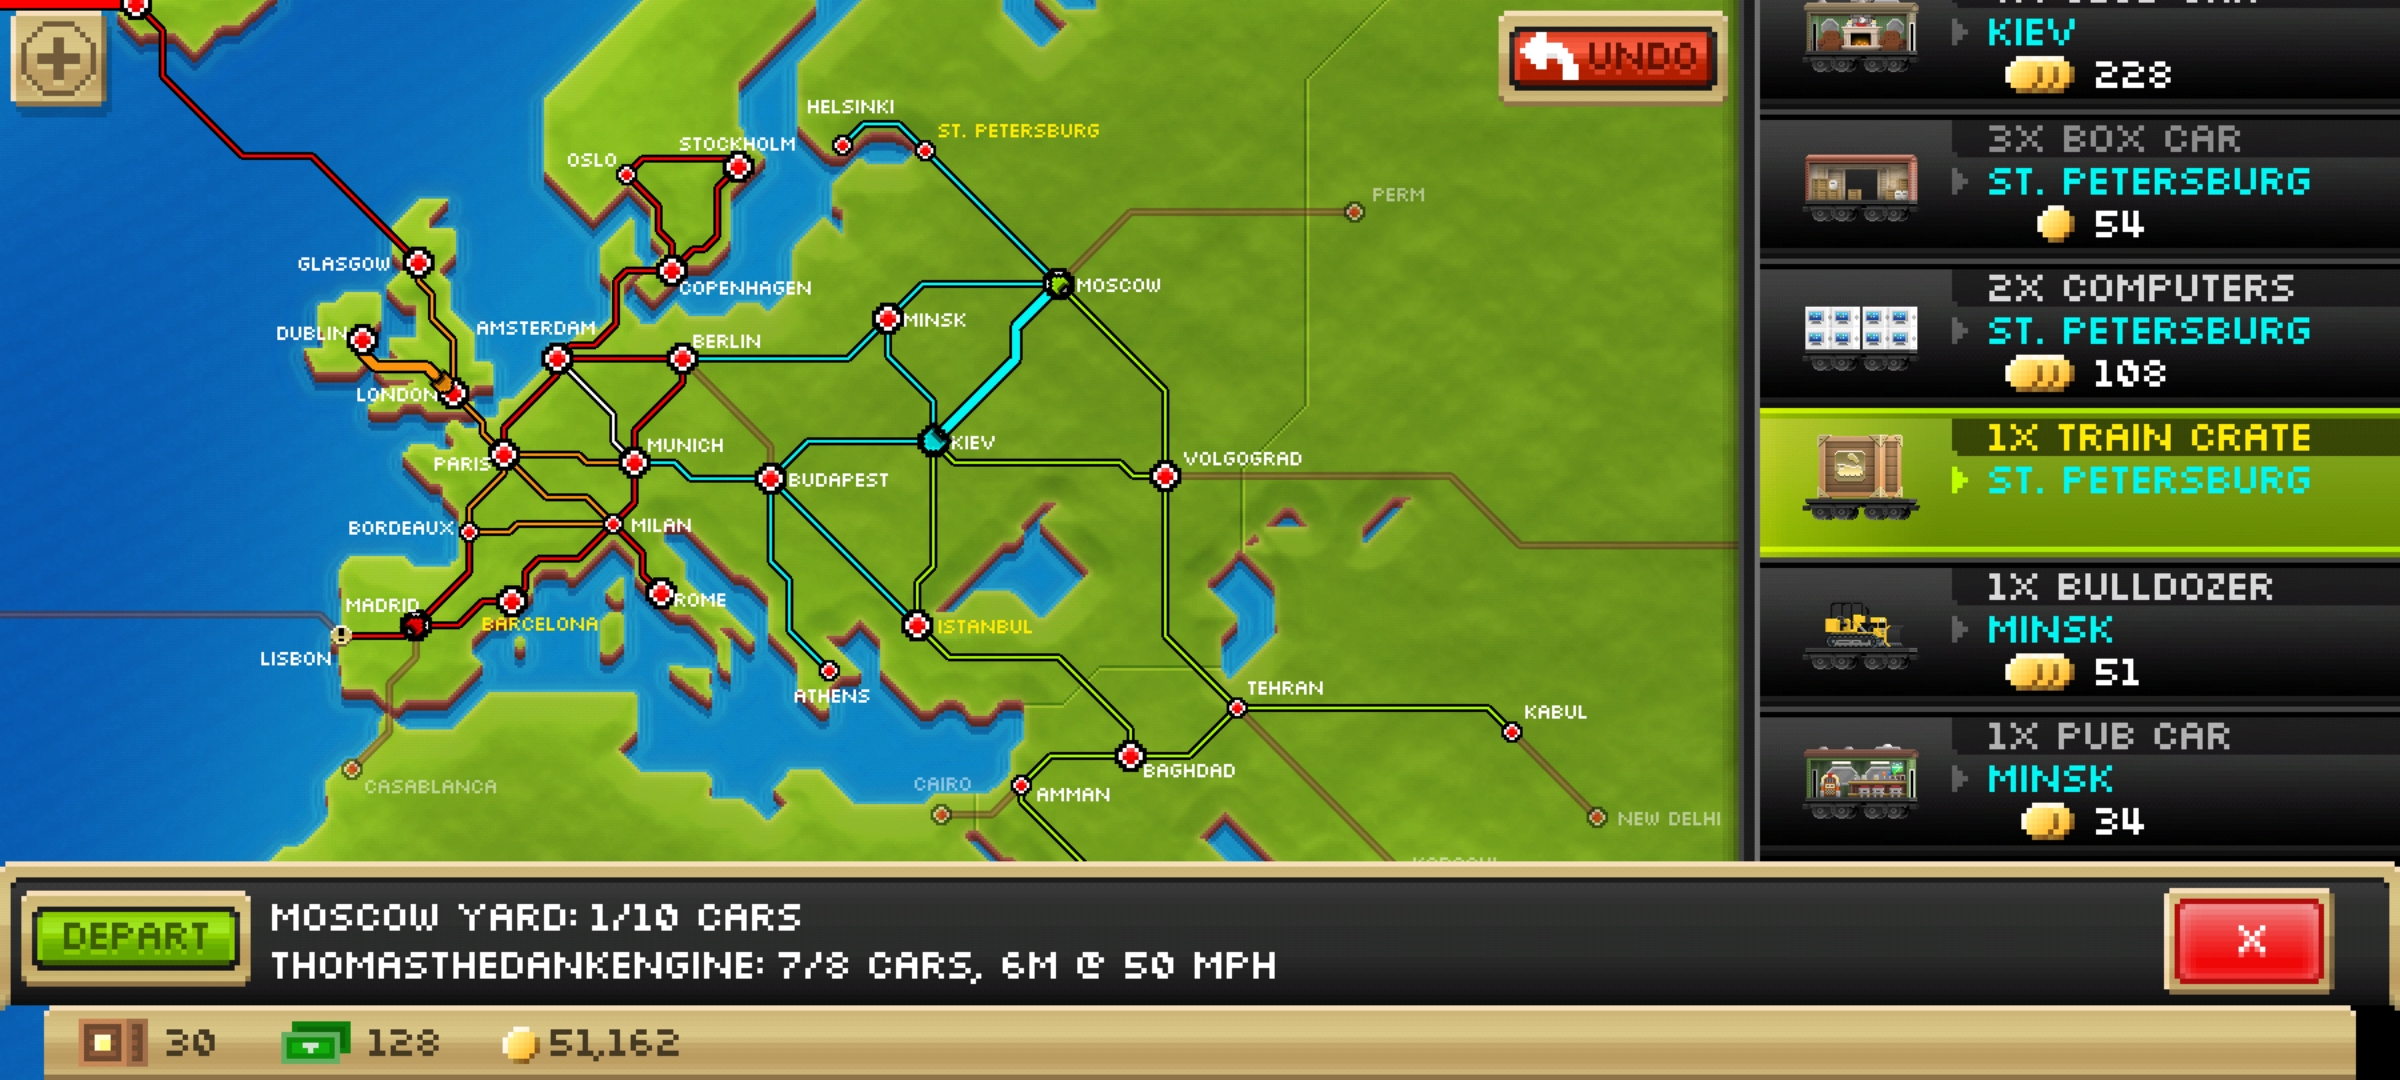 UNDO
HELSINKI
ST. PETERSBURG
STOCKHOLM
OSLO
PERM
GLASGOW
COPENHAGEN
MOSCOW
DUBLIN
AMSTERDAM
MINSK
BERLIN
LONDON
MUNICH
KIEV
PARIS
VOLGOGRAD
BUDAPEST
BORDEAUX
MILAN
MADRID
ROME
BARCELONA
ISTANBUL
LISBON
ATHENS
TEHRAN
KABUL
CASABLANCA
CAIRO
BAGHDAD
AMMAN
NEW DELHI
KIEV
228
3X BOX CAR
ST. PETERSBURG
54
2X COMPUTERS
ST. PETERSBURG
108
1X TRAIN CRATE
ST. PETERSBURG
1X BULLDOZER
MINSK
51
1X PUB CAR
MINSK
34
DEPART
MOSCOW YARD: 1/10 CARS
THOMASTHEDANKENGINE: 7/8 CARS, 6M @ 50 MPH
X
30
128
51,162